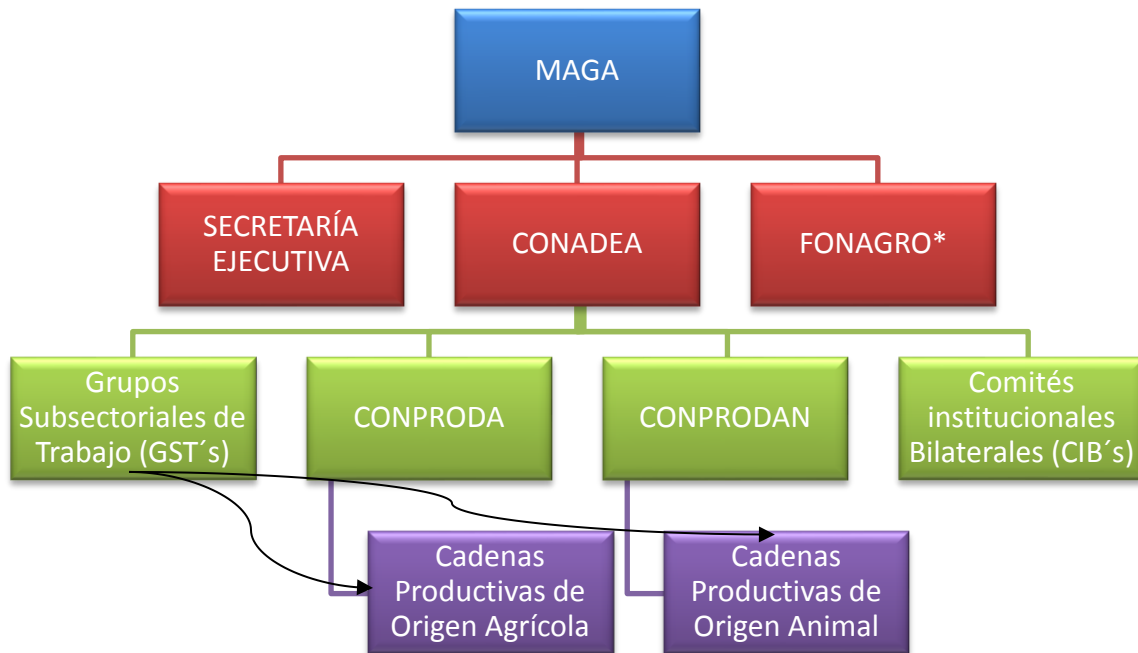 MAGA
SECRETARÍA
EJECUTIVA
CONADEA
FONAGRO*
Grupos
Subsectoriales de
Trabajo (GST´s)
CONPRODA
CONPRODAN
Comités
institucionales
Bilaterales (CIB´s)
Cadenas
Productivas de
Origen Agrícola
Cadenas
Productivas de
Origen Animal